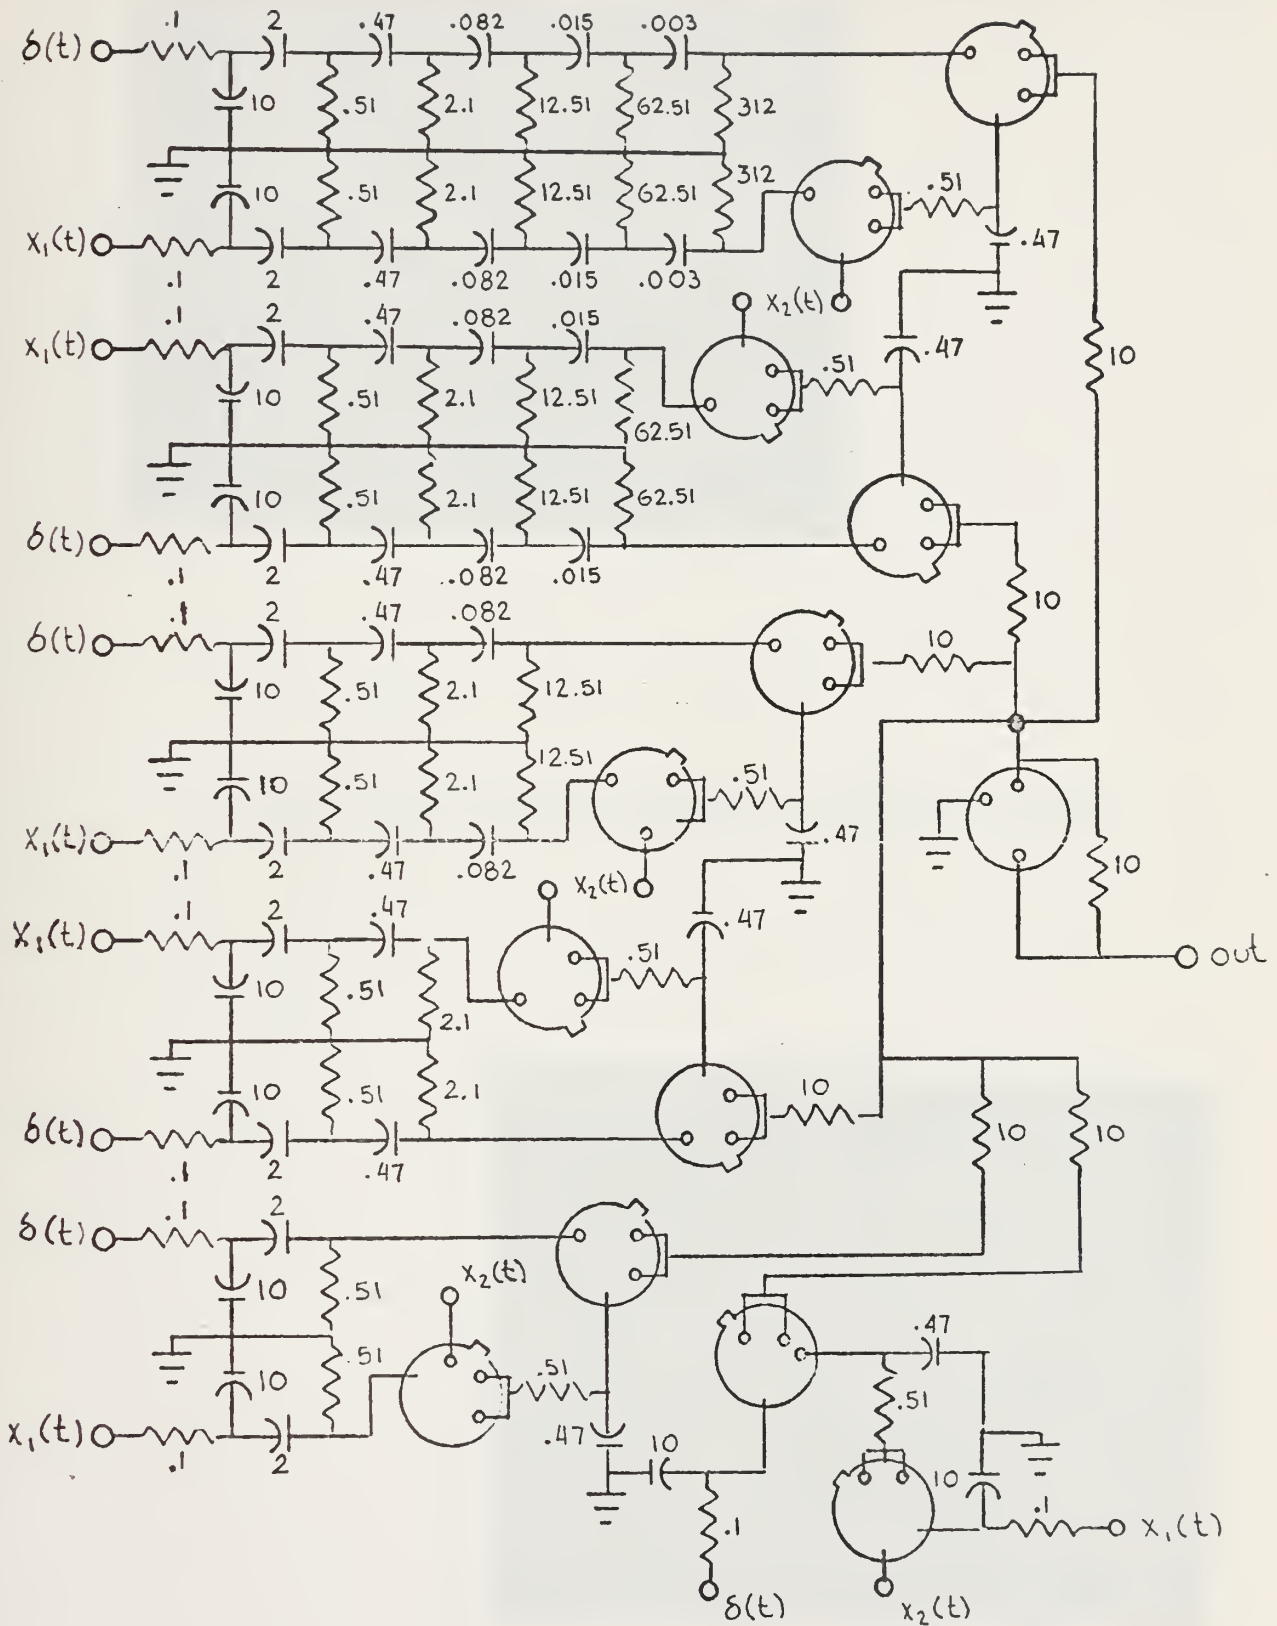 .1 2 .47 .082 .015 .003
δ(t)
10 .51 2.1 12.51 62.51 312
10 .51 2.1 12.51 62.51 312 .51
x₁(t) .47
.1 2 .47 .082 .015 .003
.1 2 .47 .082 .015 x₂(t)
x₁(t) .47 10
.51
10 .51 2.1 12.51 62.51
10 .51 2.1 12.51 62.51
δ(t)
.1 2 .47 .082 .015
10
.1 2 .47 .082
δ(t) 10
10 .51 2.1 12.51
12.51
10 .51 2.1 .51
x₁(t) .47
.1 2 .47 .082 10
x₂(t)
.1 2 .47 .47
x₁(t) .51 out
10 .51 2.1
10 .51 2.1 10
δ(t) 10 10
.1 2 .47
.1 2
δ(t)
10 .51 x₂(t)
.47
10 .51 .51 .51
x₁(t) .47 10 10
.1 2
.1 .1 x₁(t)
δ(t) x₂(t)